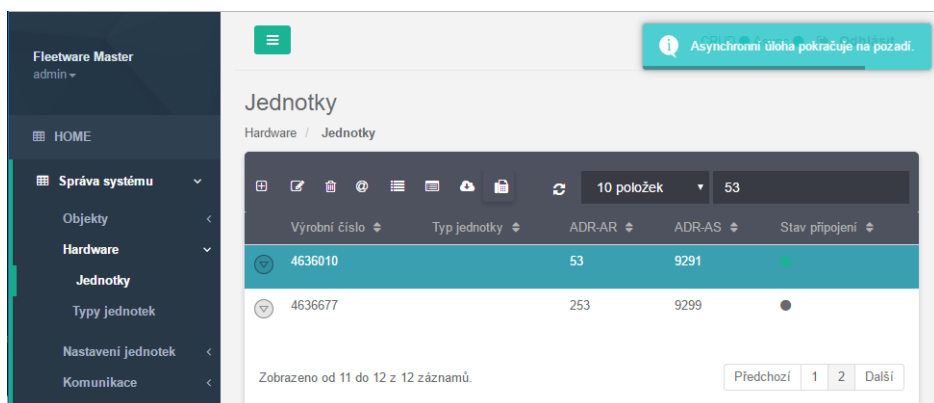 Fleetware Master
admin
HOME
Správa systému
Objekty
Hardware
Jednotky
Typy jednotek
Nastavení jednotek
Komunikace
Asynchronní úloha pokračuje na pozadí.
Jednotky
Hardware / Jednotky
10 položek 53
Výrobní číslo Typ jednotky ADR-AR ADR-AS Stav připojení
4636010 53 9291
4636677 253 9299
Zobrazeno od 11 do 12 z 12 záznamů.
Předchozí 1 2 Další